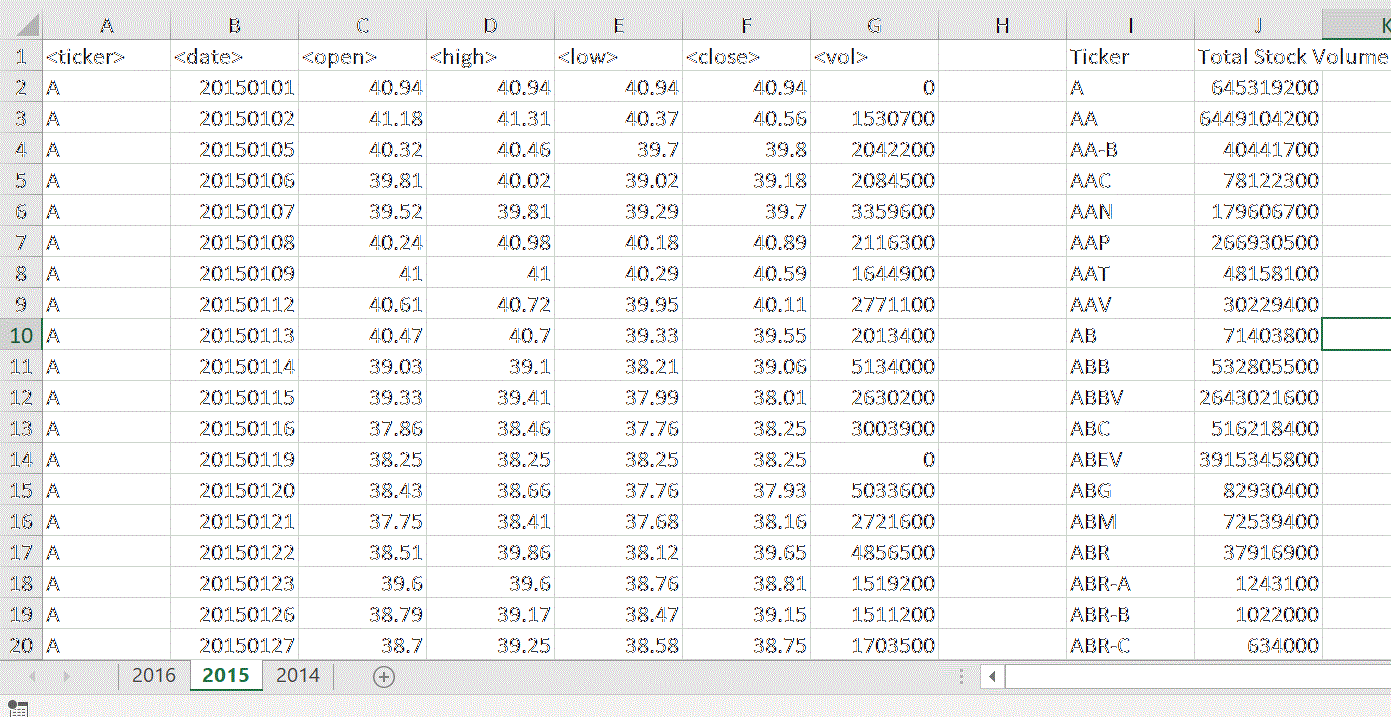 A B C D E F G H I J K
1 <ticker> <date> <open> <high> <low> <close> <vol> Ticker Total Stock Volume
2 A 20150101 40.94 40.94 40.94 40.94 0 A 645319200
3 A 20150102 41.18 41.31 40.37 40.56 1530700 AA 6449104200
4 A 20150105 40.32 40.46 39.7 39.8 2042200 AA-B 40441700
5 A 20150106 39.81 40.02 39.02 39.18 2084500 AAC 78122300
6 A 20150107 39.52 39.81 39.29 39.7 3359600 AAN 179606700
7 A 20150108 40.24 40.98 40.18 40.89 2116300 AAP 266930500
8 A 20150109 41 41 40.29 40.59 1644900 AAT 48158100
9 A 20150112 40.61 40.72 39.95 40.11 2771100 AAV 30229400
10 A 20150113 40.47 40.7 39.33 39.55 2013400 AB 71403800
11 A 20150114 39.03 39.1 38.21 39.06 5134000 ABB 532805500
12 A 20150115 39.33 39.41 37.99 38.01 2630200 ABBV 2643021600
13 A 20150116 37.86 38.46 37.76 38.25 3003900 ABC 516218400
14 A 20150119 38.25 38.25 38.25 38.25 0 ABEV 3915345800
15 A 20150120 38.43 38.66 37.76 37.93 5033600 ABG 82930400
16 A 20150121 37.75 38.41 37.68 38.16 2721600 ABM 72539400
17 A 20150122 38.51 39.86 38.12 39.65 4856500 ABR 37916900
18 A 20150123 39.6 39.6 38.76 38.81 1519200 ABR-A 1243100
19 A 20150126 38.79 39.17 38.47 39.15 1511200 ABR-B 1022000
20 A 20150127 38.7 39.25 38.58 38.75 1703500 ABR-C 634000
2016 2015 2014